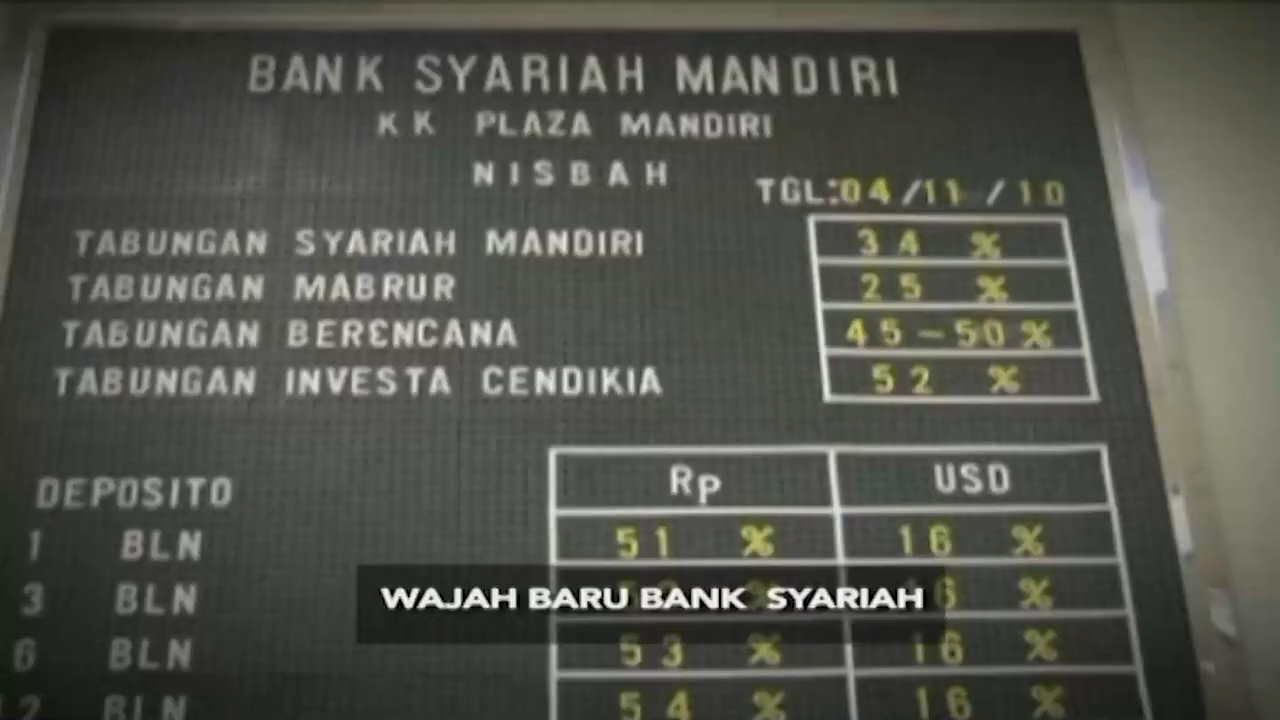 BANK SYARIAH MANDIRI
KK PLAZA MANDIRI
NISBAH
TGL:04/11/10
TABUNGAN SYARIAH MANDIRI 34 %
TABUNGAN MABRUR 25 %
TABUNGAN BERENCANA 45-50%
TABUNGAN INVESTA CENDIKIA 52 %
DEPOSITO Rp USD
1 BLN 51 % 16 %
3 BLN %
WAJAH BARU BANK SYARIAH
6 BLN 53 % 16 %
BLN 54 % 16 %